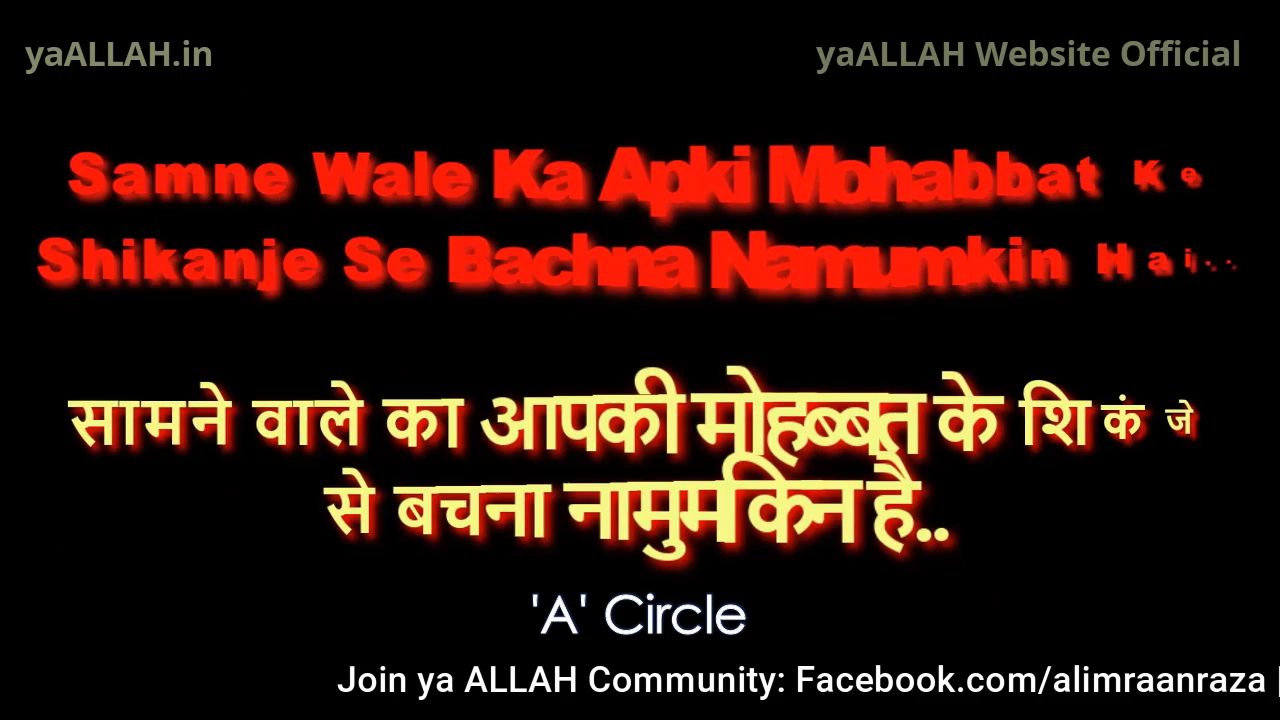 yaALLAH.in
yaALLAH Website Official
Samne Wale Ka Apki Mohabbat Ke
Shikanje Se Bachna Namumkin Hai...
सामने वाले का आपकी मोहब्बत के शिकंजे
से बचना नामुमकिन है..
'A' Circle
Join ya ALLAH Community: Facebook.com/alimraanraza |